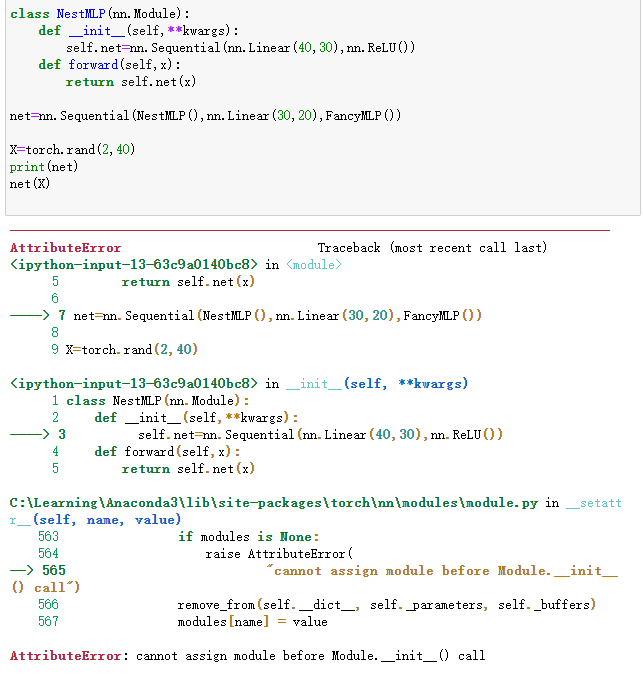 class NestMLP(nn.Module):
    def __init__(self,**kwargs):
        self.net=nn.Sequential(nn.Linear(40,30),nn.ReLU())
    def forward(self,x):
        return self.net(x)
net=nn.Sequential(NestMLP(),nn.Linear(30,20),FancyMLP())
X=torch.rand(2,40)
print(net)
net(X)
AttributeError                            Traceback (most recent call last)
<ipython-input-13-63c9a0140bc8> in <module>
      5         return self.net(x)
      6
----> 7 net=nn.Sequential(NestMLP(),nn.Linear(30,20),FancyMLP())
      8
      9 X=torch.rand(2,40)
<ipython-input-13-63c9a0140bc8> in __init__(self, **kwargs)
      1 class NestMLP(nn.Module):
      2     def __init__(self,**kwargs):
----> 3         self.net=nn.Sequential(nn.Linear(40,30),nn.ReLU())
      4     def forward(self,x):
      5         return self.net(x)
C:\Learning\Anaconda3\lib\site-packages\torch\nn\modules\module.py in __setatt
r__(self, name, value)
    563                 if modules is None:
    564                     raise AttributeError(
--> 565                         "cannot assign module before Module.__init__
() call")
    566                 remove_from(self.__dict__, self._parameters, self._buffers)
    567                 modules[name] = value
AttributeError: cannot assign module before Module.__init__() call